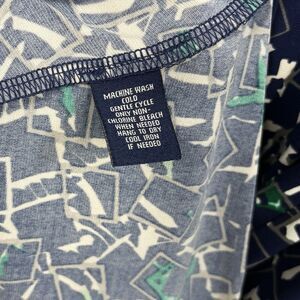 MACHINE WASH
COLD
GENTLE CYCLE
ONLY NON-
CHLORINE BLEACH
WHEN NEEDED
HANG TO DRY
COOL IRON
IF NEEDED